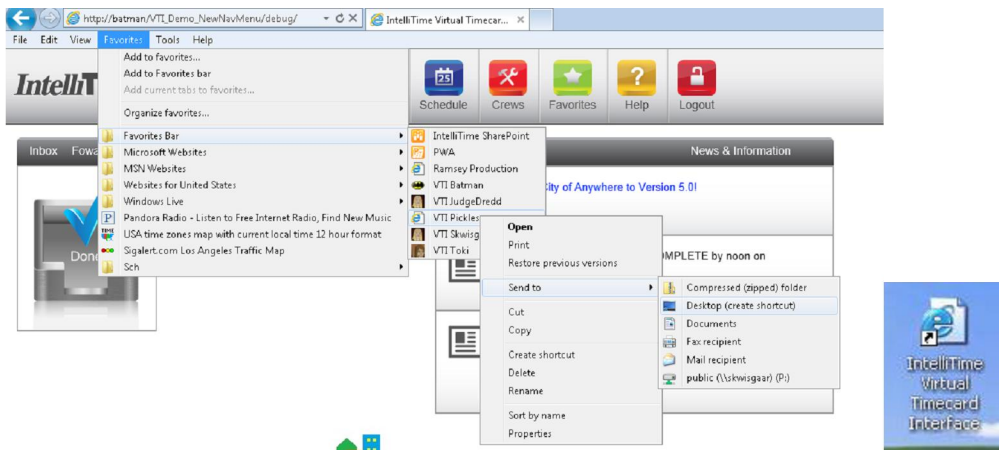 http://batman/VTI_Demo_NewNavMenu/debug/
IntelliTime Virtual Timecar...
File Edit View Favorites Tools Help
Add to favorites...
Add to Favorites bar
Add current tabs to favorites...
Organize favorites...
Favorites Bar
Microsoft Websites
MSN Websites
Websites for United States
Windows Live
Pandora Radio - Listen to Free Internet Radio, Find New Music
USA time zones map with current local time 12 hour format
Sigalert.com Los Angeles Traffic Map
Sch
IntelliT
25
Schedule Crews Favorites Help Logout
?
Inbox Fowa
Done
IntelliTime SharePoint
PWA
Ramsey Production
VTI Batman
VTI JudgeDredd
VTI Pickles
VTI Skwisg
VTI Toki
News & Information
City of Anywhere to Version 5.0!
OMPLETE by noon on
Open
Print
Restore previous versions
Send to
Cut
Copy
Create shortcut
Delete
Rename
Sort by name
Properties
Compressed (zipped) folder
Desktop (create shortcut)
Documents
Fax recipient
Mail recipient
public (\\skwisgaar) (P:)
IntelliTime
Virtual
Timecard
Interface